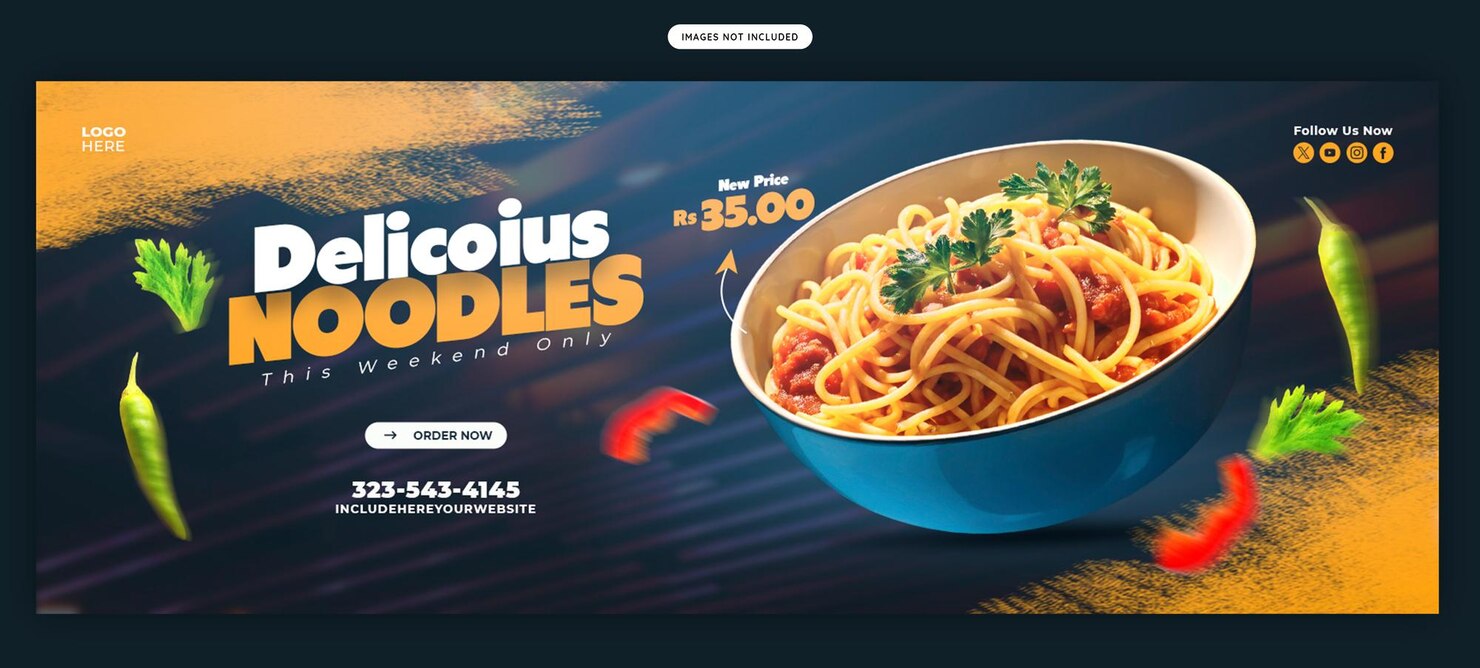 IMAGES NOT INCLUDED
LOGO
HERE
Follow Us Now
New Price
Rs 35.00
Delicoius
NOODLES
This Weekend Only
ORDER NOW
323-543-4145
INCLUDEHEREYOURWEBSITE